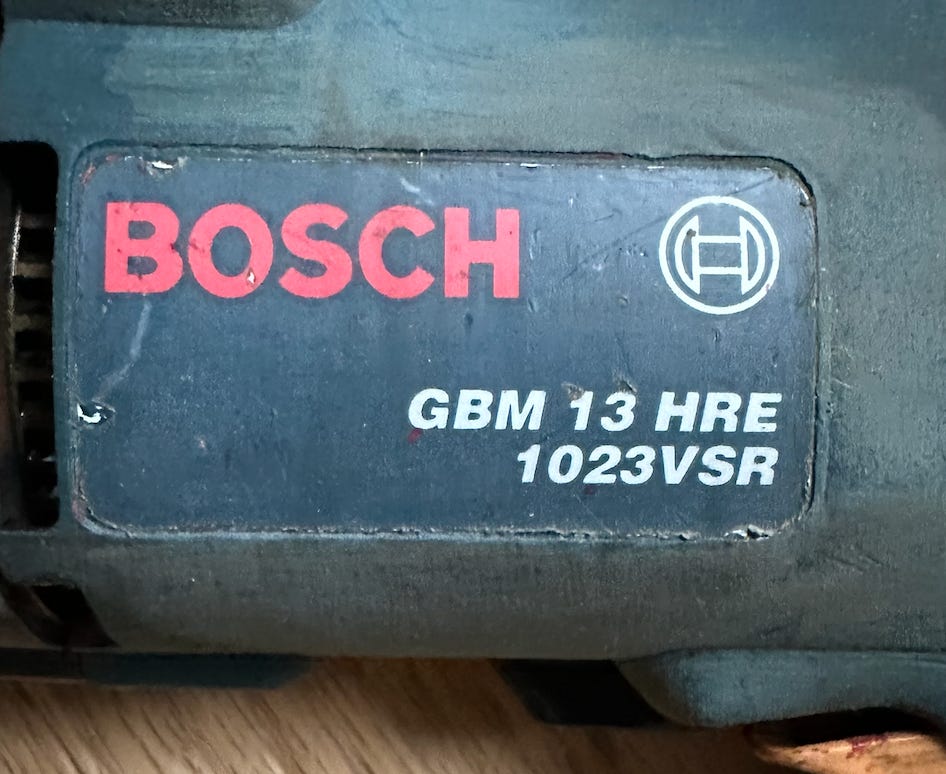 BOSCH
GBM 13 HRE
1023VSR